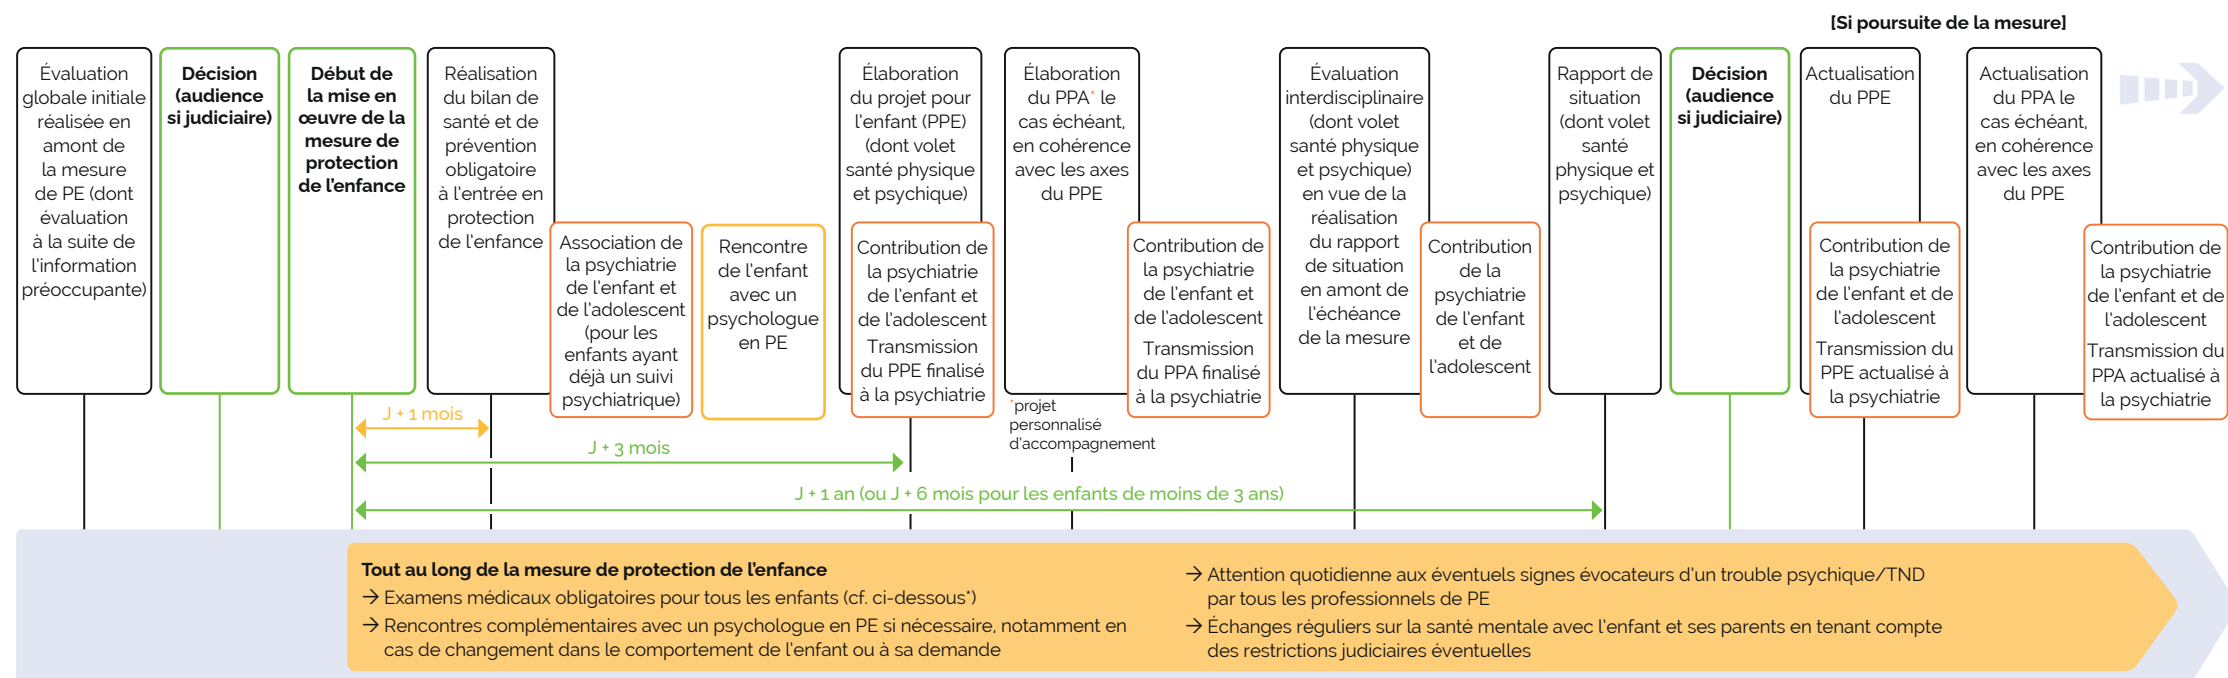 [Si poursuite de la mesure]
Évaluation
globale initiale
réalisée en
amont de
la mesure
de PE (dont
évaluation
à la suite de
l'information
préoccupante)
Décision
(audience
si judiciaire)
Début de
la mise en
œuvre de la
mesure de
protection
de l'enfance
Réalisation
du bilan de
santé et de
prévention
obligatoire
à l'entrée en
protection
de l'enfance
Association de
la psychiatrie
de l'enfant et
de l'adolescent
(pour les
enfants ayant
déjà un suivi
psychiatrique)
Rencontre
de l'enfant
avec un
psychologue
en PE
Élaboration
du projet pour
l'enfant (PPE)
(dont volet
santé physique
et psychique)
Contribution de
la psychiatrie
de l'enfant et
de l'adolescent
Transmission
du PPE finalisé
à la psychiatrie
Élaboration
du PPA* le
cas échéant,
en cohérence
avec les axes
du PPE
*projet
personnalisé
d'accompagnement
Contribution de
la psychiatrie
de l'enfant et
de l'adolescent
Transmission
du PPA finalisé
à la psychiatrie
Évaluation
interdisciplinaire
(dont volet
santé physique
et psychique)
en vue de la
réalisation
du rapport
de situation
en amont de
l'échéance
de la mesure
Contribution
de la
psychiatrie
de l'enfant
et de
l'adolescent
Rapport de
situation
(dont volet
santé
physique et
psychique)
Décision
(audience
si judiciaire)
Actualisation
du PPE
Contribution de
la psychiatrie
de l'enfant et de
l'adolescent
Transmission du
PPE actualisé à
la psychiatrie
Actualisation
du PPA le
cas échéant,
en cohérence
avec les axes
du PPE
Contribution de
la psychiatrie
de l'enfant et de
l'adolescent
Transmission du
PPA actualisé à
la psychiatrie
J + 1 mois
J + 3 mois
J + 1 an (ou J + 6 mois pour les enfants de moins de 3 ans)
Tout au long de la mesure de protection de l'enfance
→ Examens médicaux obligatoires pour tous les enfants (cf. ci-dessous*)
→ Rencontres complémentaires avec un psychologue en PE si nécessaire, notamment en
cas de changement dans le comportement de l'enfant ou à sa demande
→ Attention quotidienne aux éventuels signes évocateurs d'un trouble psychique/TND
par tous les professionnels de PE
→ Échanges réguliers sur la santé mentale avec l'enfant et ses parents en tenant compte
des restrictions judiciaires éventuelles